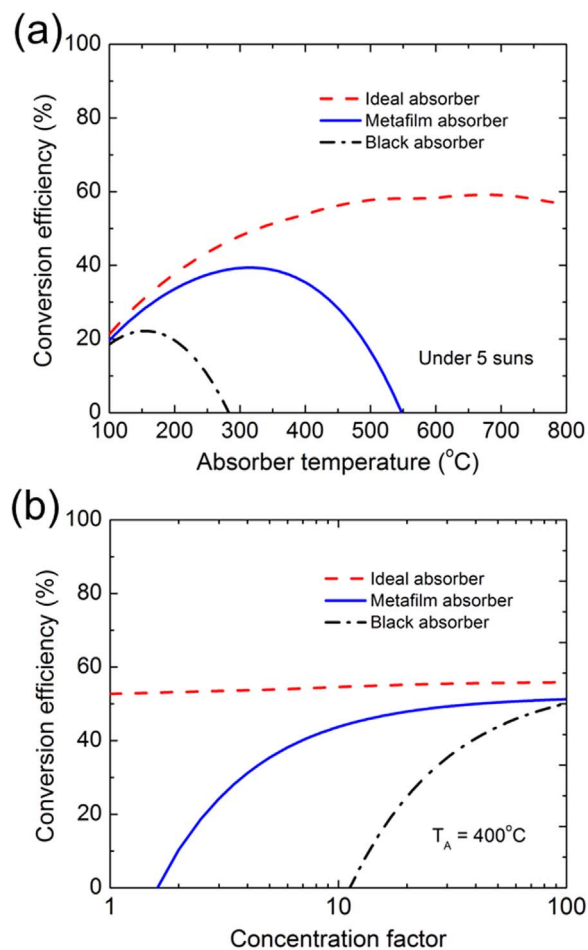 (a)
100
80
60
40
20
0
Conversion efficiency (%)
Ideal absorber
Metafilm absorber
Black absorber
Under 5 suns
100 200 300 400 500 600 700 800
Absorber temperature (°C)
(b)
100
80
60
40
20
0
Conversion efficiency (%)
Ideal absorber
Metafilm absorber
Black absorber
T_A = 400°C
1 10 100
Concentration factor